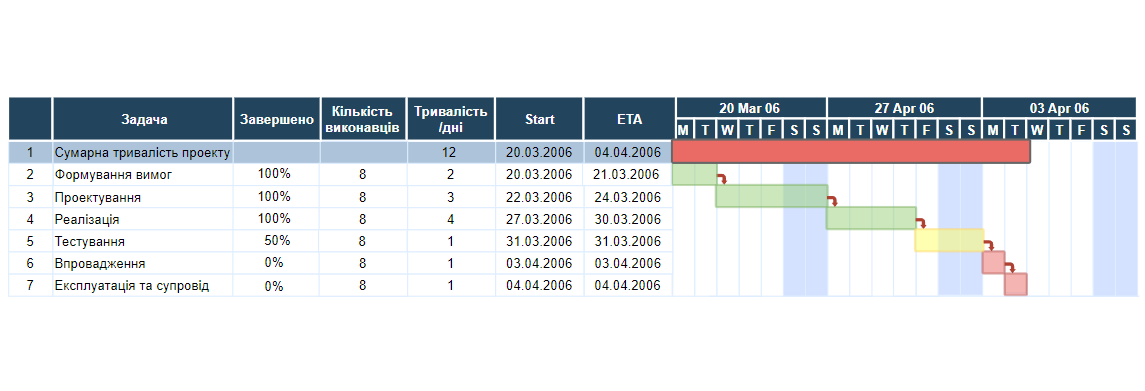 Задача Завершено Кількість виконавців Тривалість /дні Start ETA 20 Mar 06 27 Apr 06 03 Apr 06
M T W T F S S M T W T F S S M T W T F S S
1 Сумарна тривалість проекту 12 20.03.2006 04.04.2006
2 Формування вимог 100% 8 2 20.03.2006 21.03.2006
3 Проектування 100% 8 3 22.03.2006 24.03.2006
4 Реалізація 100% 8 4 27.03.2006 30.03.2006
5 Тестування 50% 8 1 31.03.2006 31.03.2006
6 Впровадження 0% 8 1 03.04.2006 03.04.2006
7 Експлуатація та супровід 0% 8 1 04.04.2006 04.04.2006